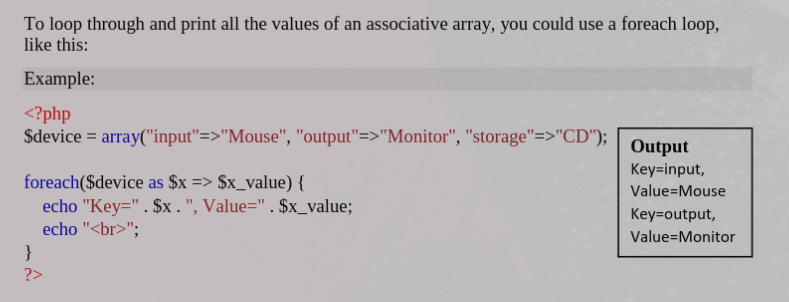 To loop through and print all the values of an associative array, you could use a foreach loop,
like this:
Example:
<?php
$device = array("input"=>"Mouse", "output"=>"Monitor", "storage"=>"CD");
foreach($device as $x => $x_value) {
echo "Key=" . $x . ", Value=" . $x_value;
echo "<br>";
}
?>
Output
Key=input,
Value=Mouse
Key=output,
Value=Monitor